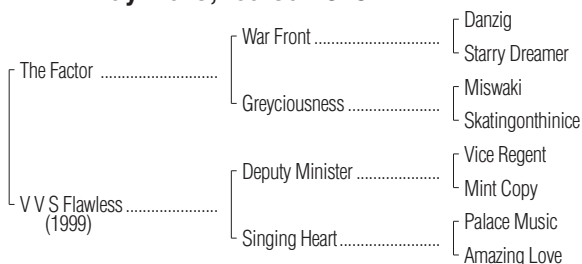 War Front
Danzig
Starry Dreamer
The Factor
Greyciousness
Miswaki
Skatingonthinice
Deputy Minister
Vice Regent
Mint Copy
V V S Flawless
(1999)
Singing Heart
Palace Music
Amazing Love